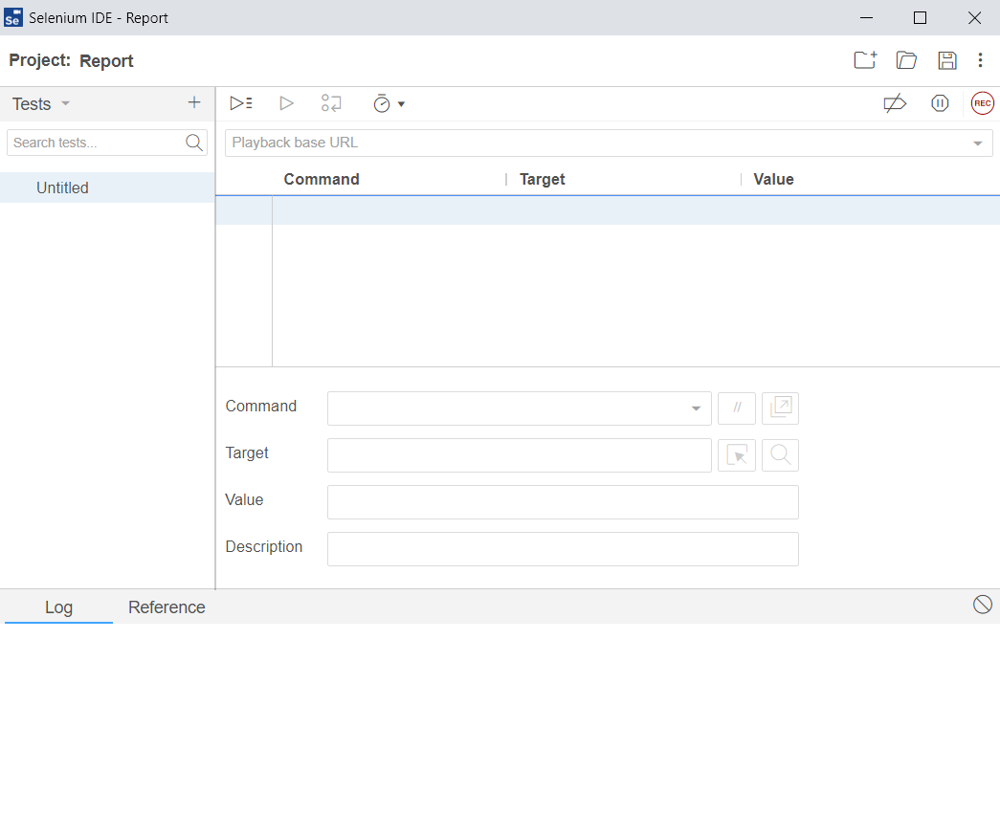 Se Selenium IDE - Report
Project: Report
Tests
REC
Search tests...
Playback base URL
Command Target Value
Untitled
Command
//
Target
Value
Description
Log Reference